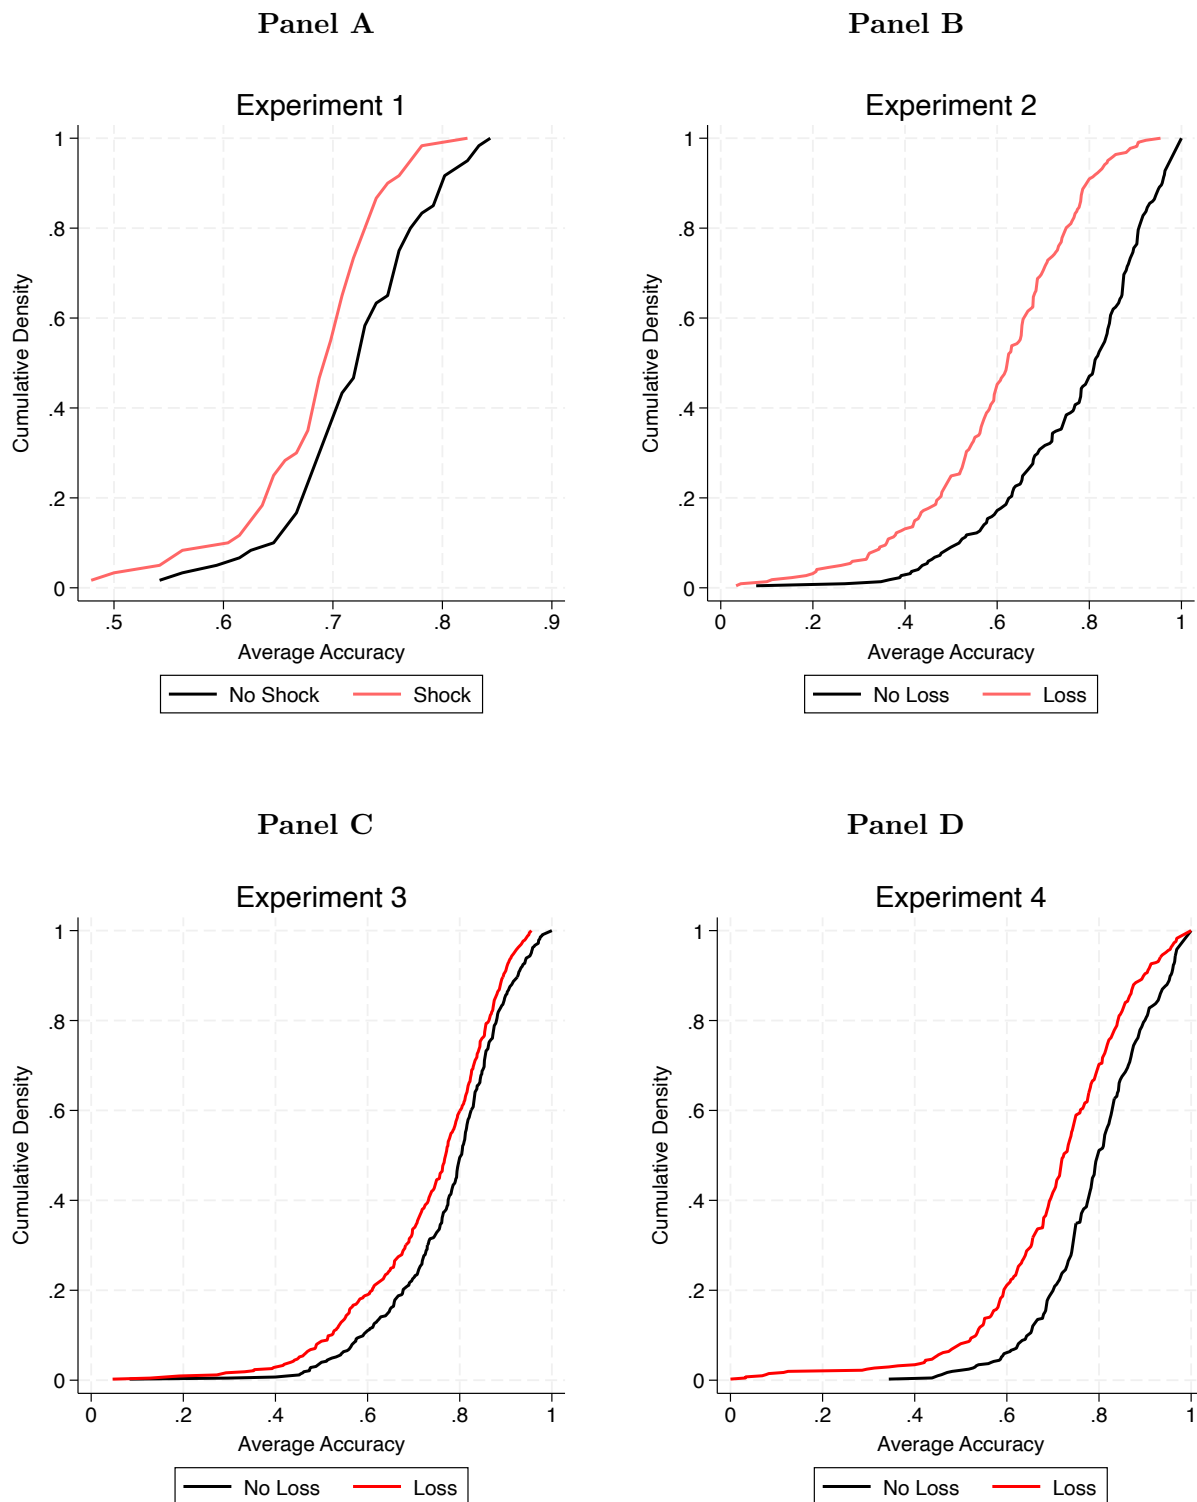 Panel A
Experiment 1
Cumulative Density
1
.8
.6
.4
.2
0
.5 .6 .7 .8 .9
Average Accuracy
No Shock Shock
Panel B
Experiment 2
Cumulative Density
1
.8
.6
.4
.2
0
0 .2 .4 .6 .8 1
Average Accuracy
No Loss Loss
Panel C
Experiment 3
Cumulative Density
1
.8
.6
.4
.2
0
0 .2 .4 .6 .8 1
Average Accuracy
No Loss Loss
Panel D
Experiment 4
Cumulative Density
1
.8
.6
.4
.2
0
0 .2 .4 .6 .8 1
Average Accuracy
No Loss Loss